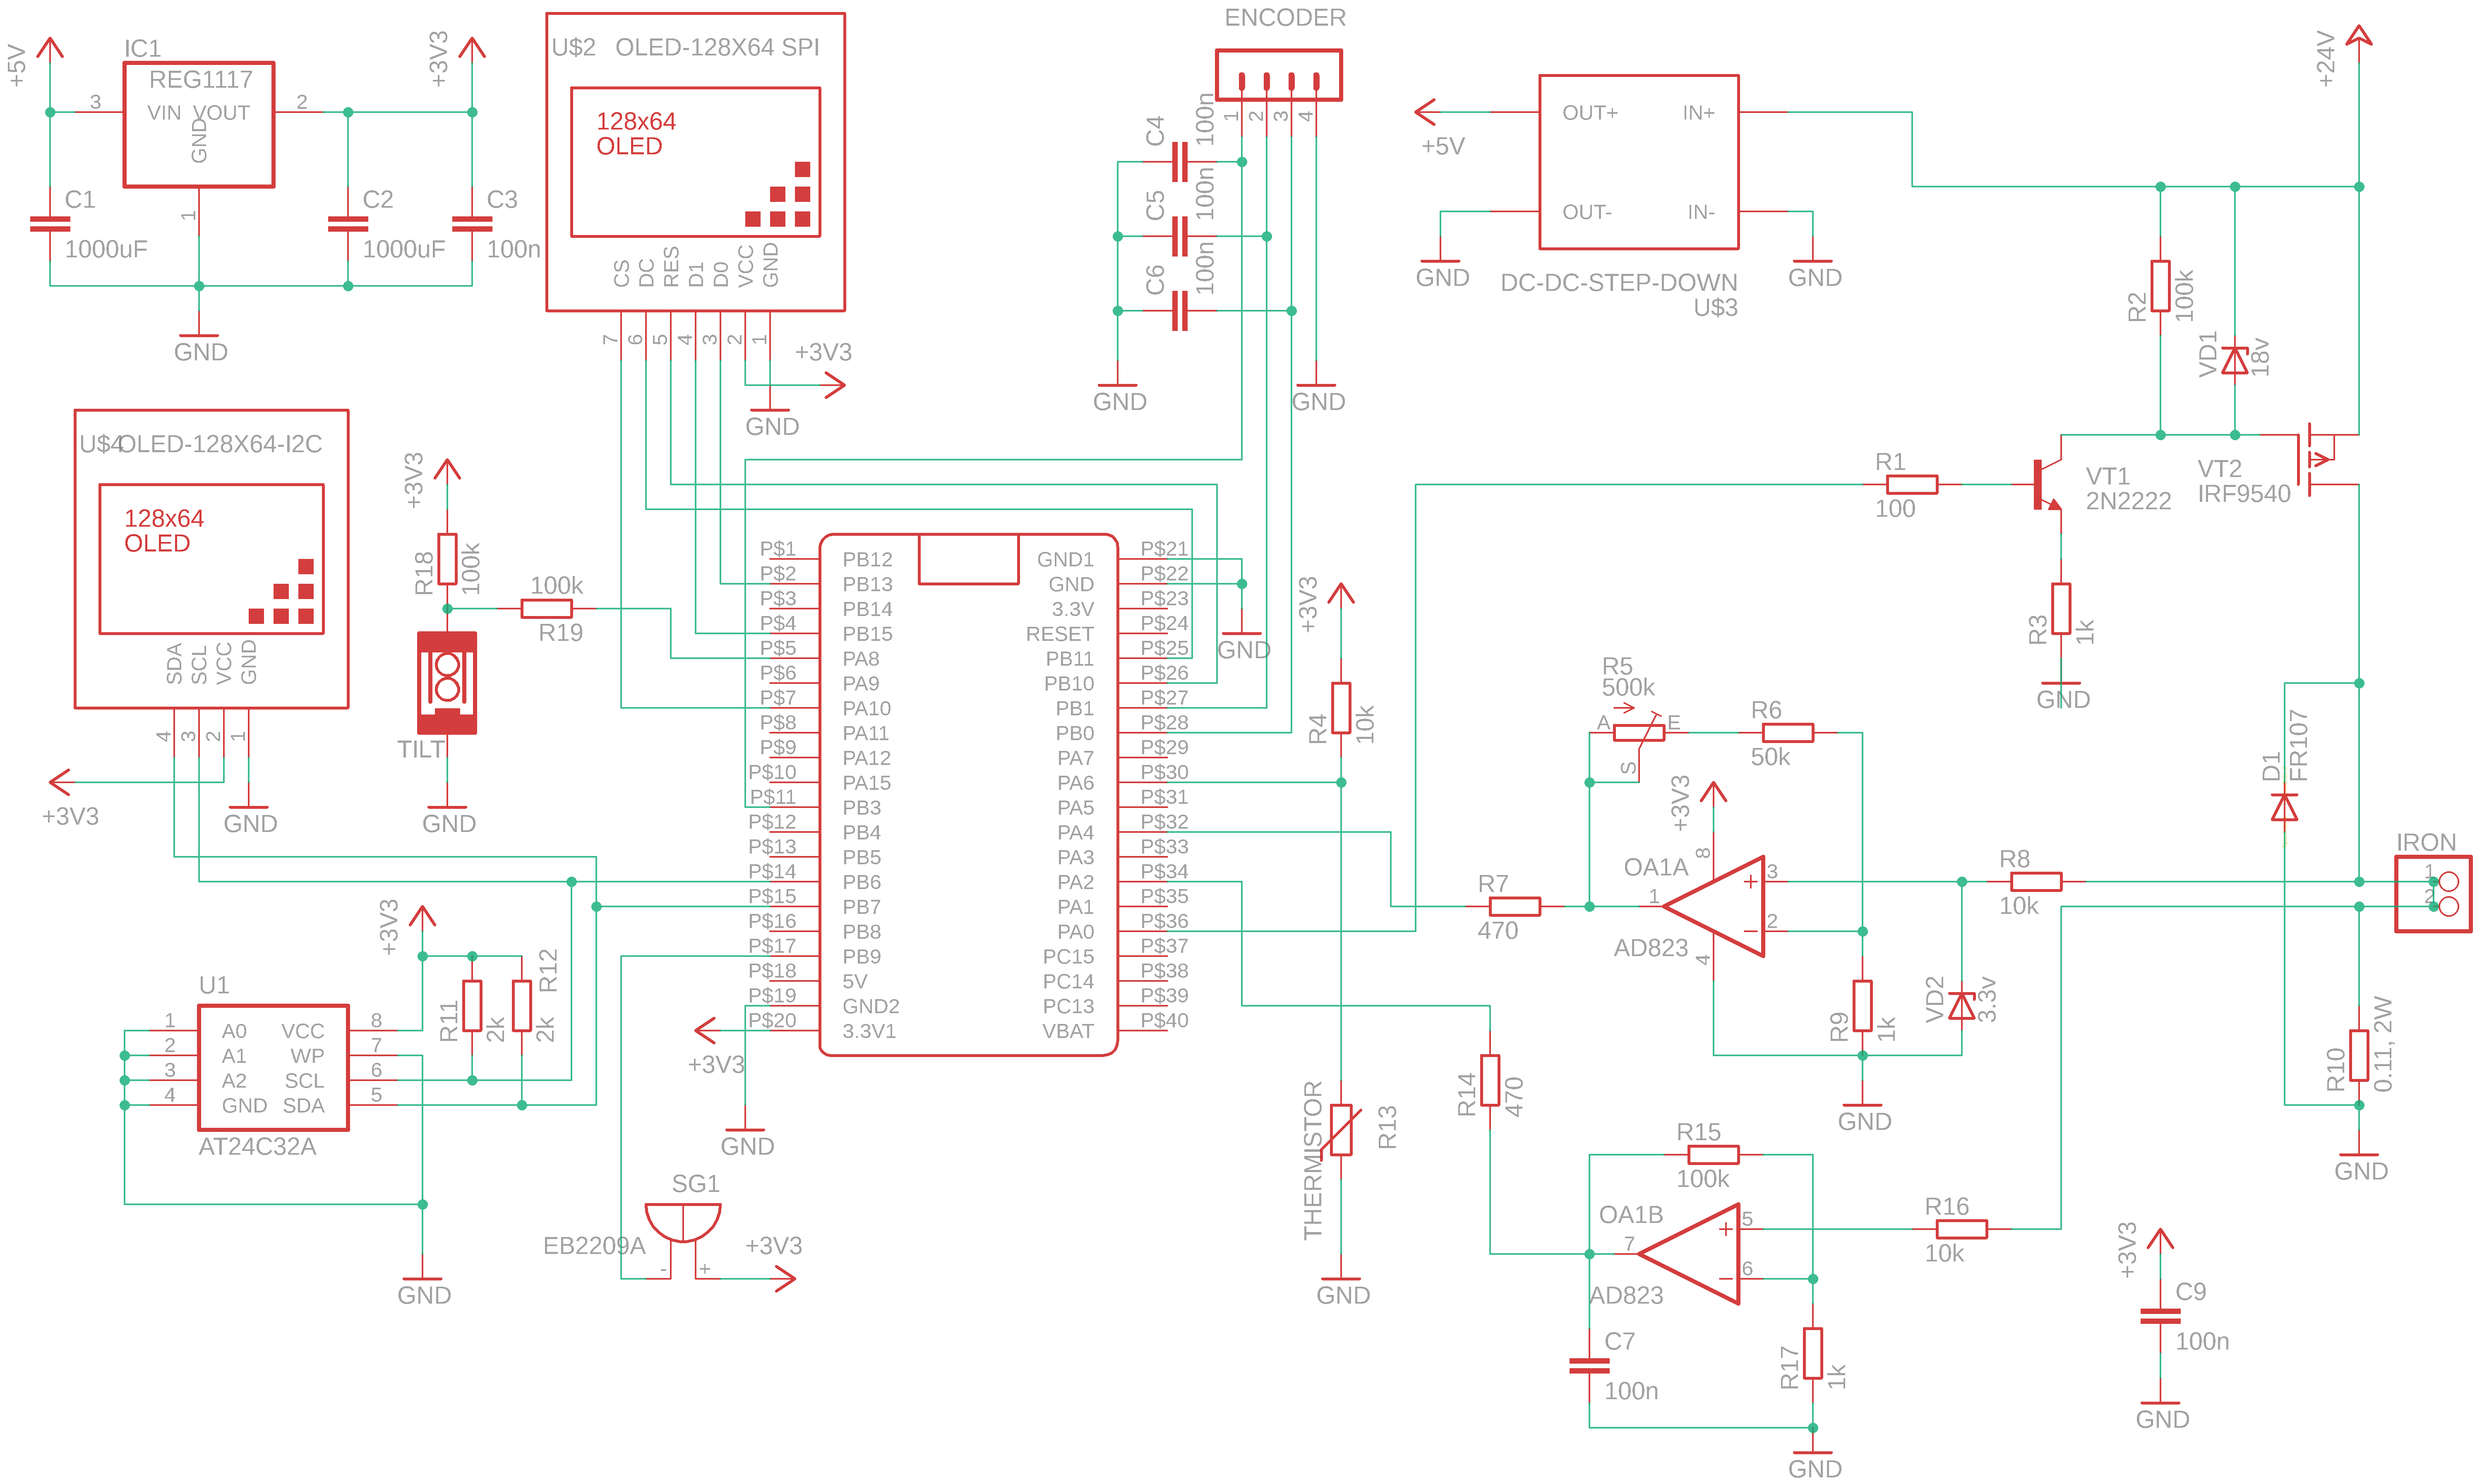 +5V
IC1
REG1117
3
VIN
VOUT
2
GND
1
+3V3
C1
1000uF
C2
1000uF
C3
100n
GND
U$2 OLED-128X64 SPI
128x64
OLED
CS
DC
RES
D1
D0
VCC
GND
7
6
5
4
3
2
1
+3V3
GND
ENCODER
1
2
3
4
C4
100n
C5
100n
C6
100n
GND
GND
+5V
OUT+
IN+
OUT-
IN-
GND
GND
DC-DC-STEP-DOWN
U$3
+24V
R2
100k
VD1
18v
R1
100
VT1
2N2222
VT2
IRF9540
R3
1k
GND
U$4
OLED-128X64-I2C
128x64
OLED
SDA
SCL
VCC
GND
4
3
2
1
+3V3
GND
+3V3
R18
100k
100k
R19
TILT
GND
P$1 PB12
P$2 PB13
P$3 PB14
P$4 PB15
P$5 PA8
P$6 PA9
P$7 PA10
P$8 PA11
P$9 PA12
P$10 PA15
P$11 PB3
P$12 PB4
P$13 PB5
P$14 PB6
P$15 PB7
P$16 PB8
P$17 PB9
P$18 5V
P$19 GND2
P$20 3.3V1
GND1 P$21
GND P$22
3.3V P$23
RESET P$24
PB11 P$25
PB10 P$26
PB1 P$27
PB0 P$28
PA7 P$29
PA6 P$30
PA5 P$31
PA4 P$32
PA3 P$33
PA2 P$34
PA1 P$35
PA0 P$36
PC15 P$37
PC14 P$38
PC13 P$39
VBAT P$40
GND
+3V3
GND
+3V3
R4
10k
THERMISTOR
R13
GND
R5
500k
A
E
S
R6
50k
+3V3
8
OA1A
1
3
2
4
AD823
R7
470
R8
10k
R9
1k
VD2
3.3v
GND
D1
FR107
IRON
1
2
R10
0.11, 2W
GND
+3V3
U1
1 A0
2 A1
3 A2
4 GND
VCC 8
WP 7
SCL 6
SDA 5
AT24C32A
R11
2k
R12
2k
GND
SG1
EB2209A
-
+
+3V3
R14
470
R15
100k
OA1B
7
5
6
AD823
R16
10k
C7
100n
R17
1k
GND
+3V3
C9
100n
GND